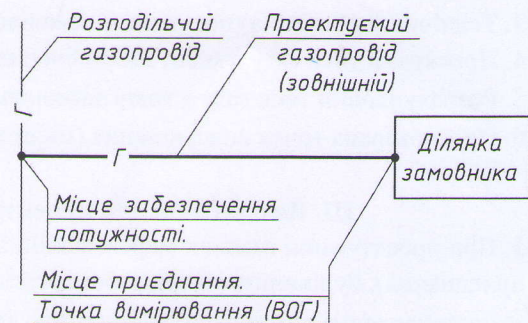 Розподільчий
газопровід
Проектуємий
газопровід
(зовнішній)
Г
Г
Ділянка
замовника
Місце забезпечення
потужності.
Місце приєднання.
Точка вимірювання (ВОГ)